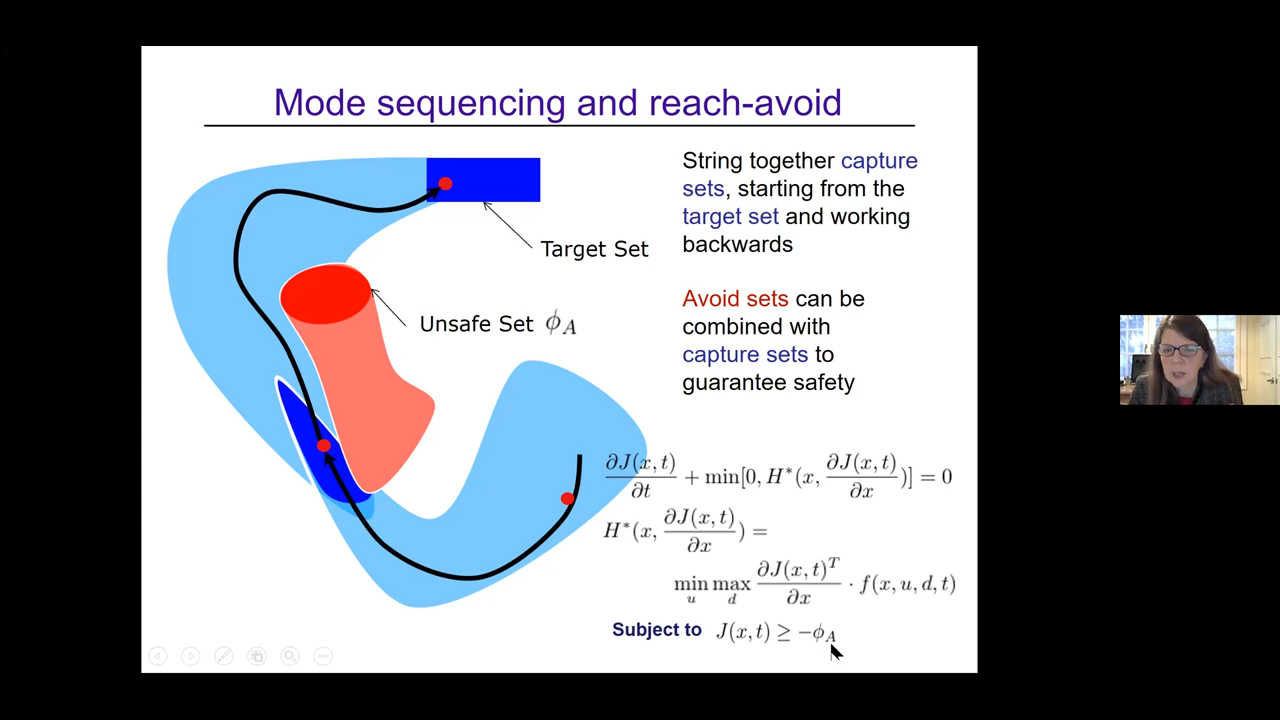 Mode sequencing and reach-avoid
String together capture
sets, starting from the
target set and working
backwards
Target Set
Avoid sets can be
combined with
capture sets to
guarantee safety
Unsafe Set ϕ_A
∂J(x,t)/∂t + min[0, H*(x, ∂J(x,t)/∂x)] = 0
H*(x, ∂J(x,t)/∂x) =
min_u max_d ∂J(x,t)^T/∂x · f(x,u,d,t)
Subject to J(x,t) ≥ −ϕ_A